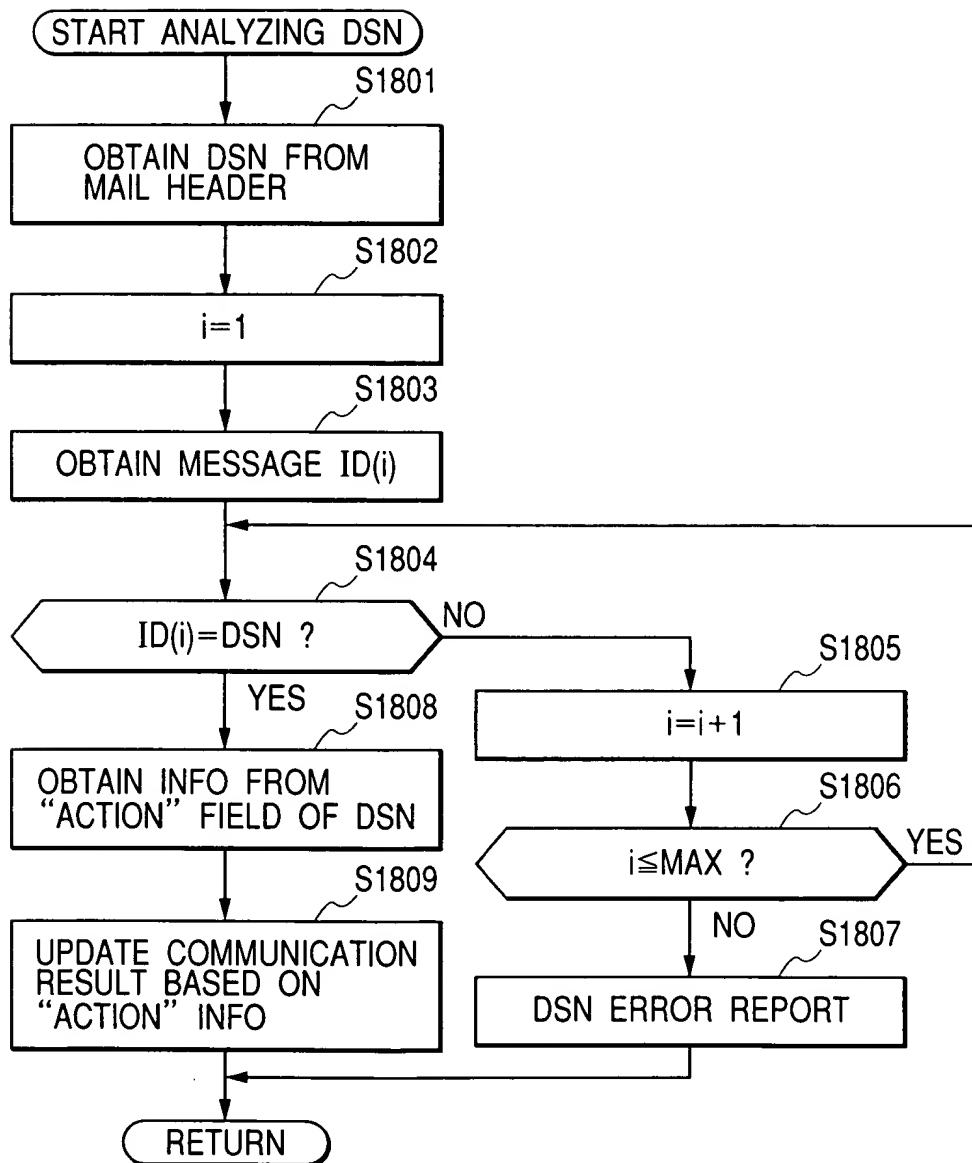 START ANALYZING DSN
S1801
OBTAIN DSN FROM
MAIL HEADER
S1802
i=1
S1803
OBTAIN MESSAGE ID(i)
S1804
ID(i)=DSN ?
NO
YES
S1805
i=i+1
S1808
OBTAIN INFO FROM
“ACTION” FIELD OF DSN
S1806
i≦MAX ?
YES
NO
S1809
UPDATE COMMUNICATION
RESULT BASED ON
“ACTION” INFO
S1807
DSN ERROR REPORT
RETURN